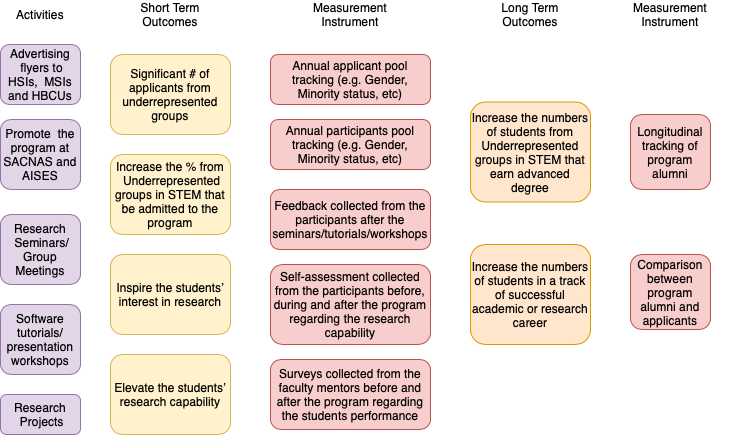 Activities
Short Term
Outcomes
Measurement
Instrument
Long Term
Outcomes
Measurement
Instrument
Advertising
flyers to
HSIs, MSIs
and HBCUs
Promote the
program at
SACNAS and
AISES
Research
Seminars/
Group
Meetings
Software
tutorials/
presentation
workshops
Research
Projects
Significant # of
applicants from
underrepresented
groups
Increase the % from
Underrepresented
groups in STEM that
be admitted to the
program
Inspire the students'
interest in research
Elevate the students'
research capability
Annual applicant pool
tracking (e.g. Gender,
Minority status, etc)
Annual participants pool
tracking (e.g. Gender,
Minority status, etc)
Feedback collected from the
participants after the
seminars/tutorials/workshops
Self-assessment collected
from the participants before,
during and after the program
regarding the research
capability
Surveys collected from the
faculty mentors before and
after the program regarding
the students performance
Increase the numbers
of students from
Underrepresented
groups in STEM that
earn advanced
degree
Increase the numbers
of students in a track
of successful
academic or research
career
Longitudinal
tracking of
program
alumni
Comparison
between
program
alumni and
applicants